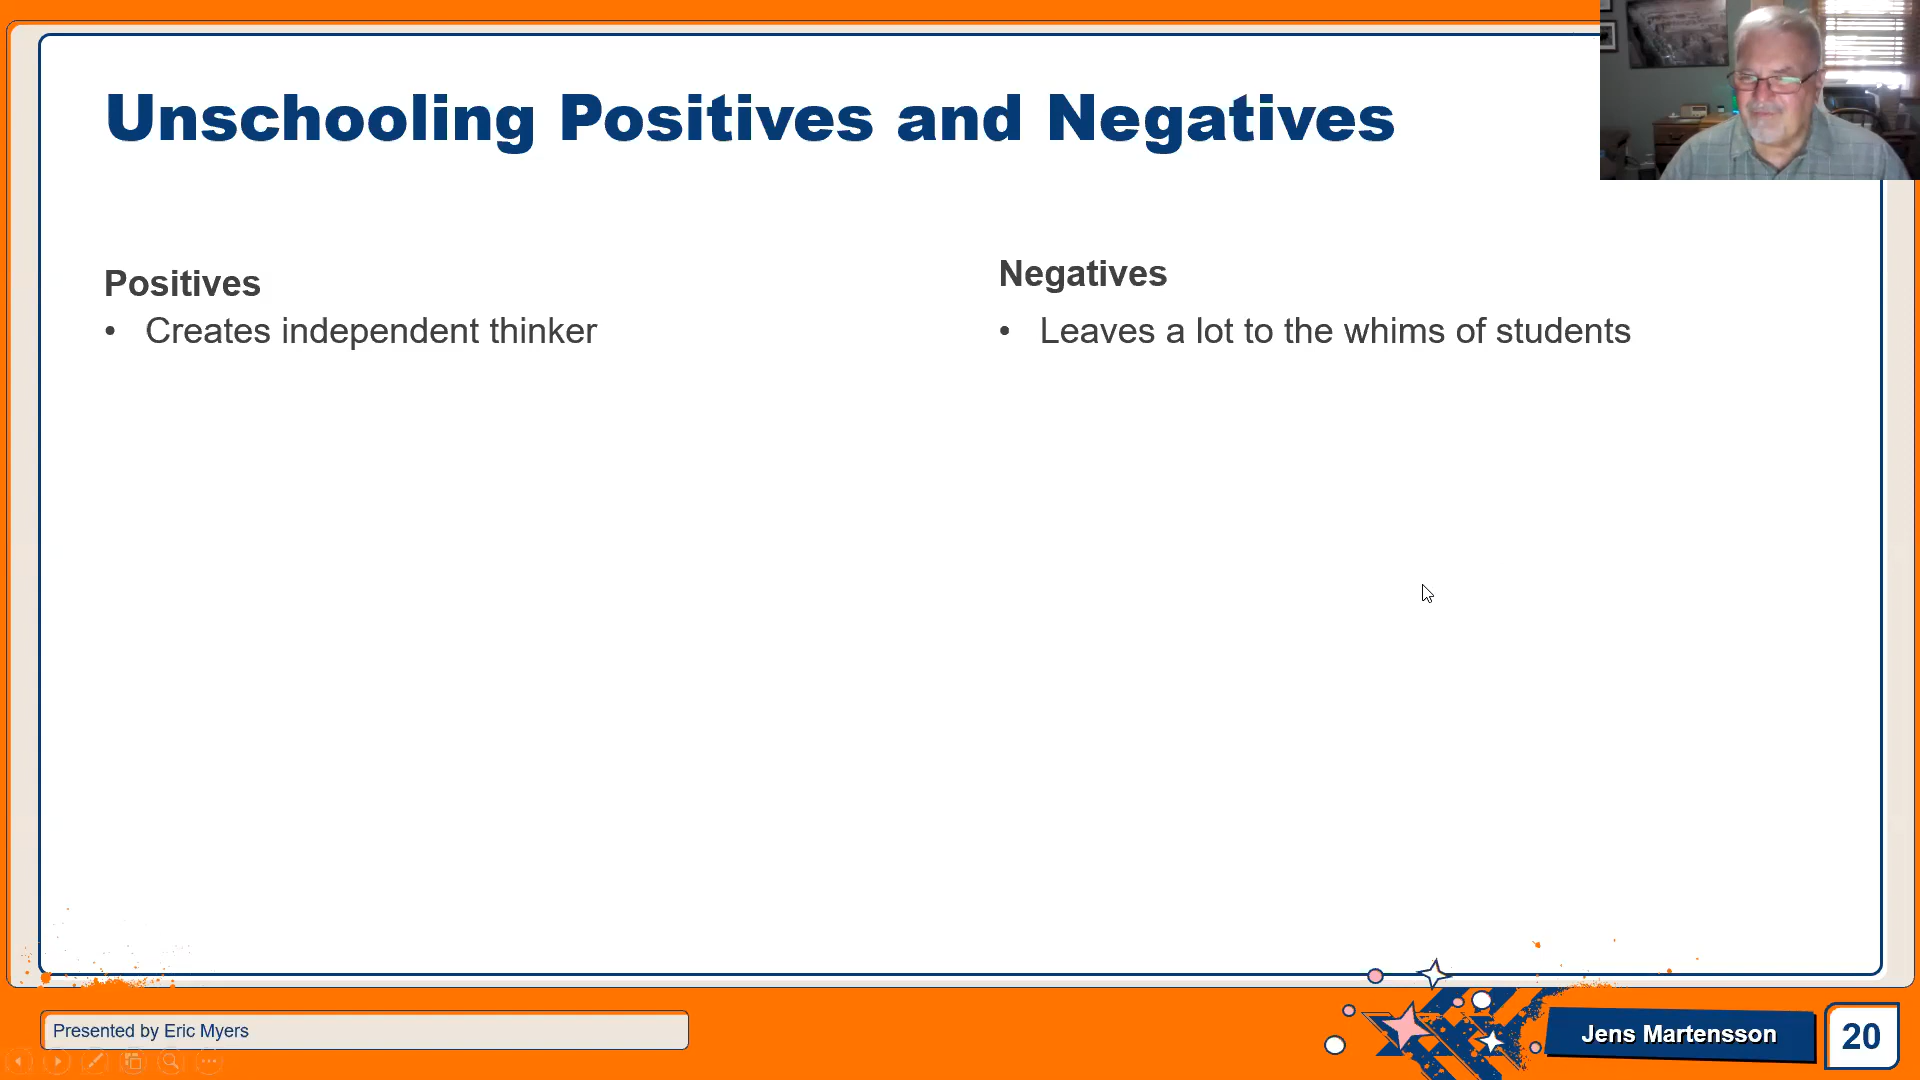 Unschooling Positives and Negatives
Positives
• Creates independent thinker
Negatives
• Leaves a lot to the whims of students
Presented by Eric Myers
Jens Martensson
20